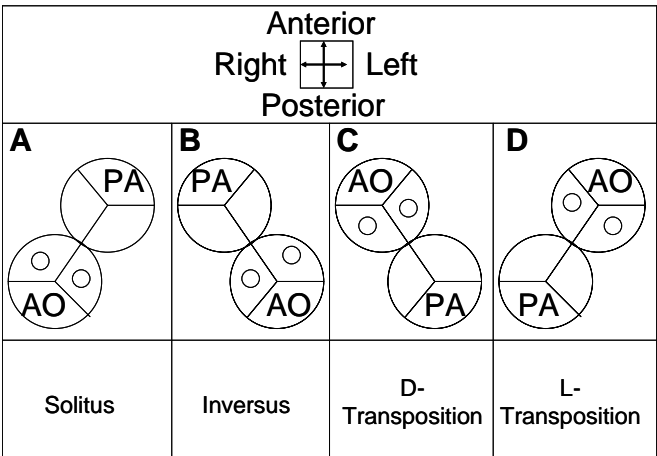 Anterior
Right Left
Posterior
A B C D
PA PA AO AO
AO AO PA PA
Solitus
Inversus
D-
Transposition
L-
Transposition